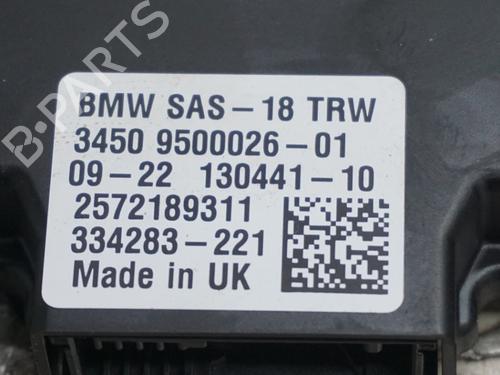 BMW SAS-18 TRW
3450 9500026-01
09-22 130441-10
2572189311
334283-221
Made in UK
B-PARTS